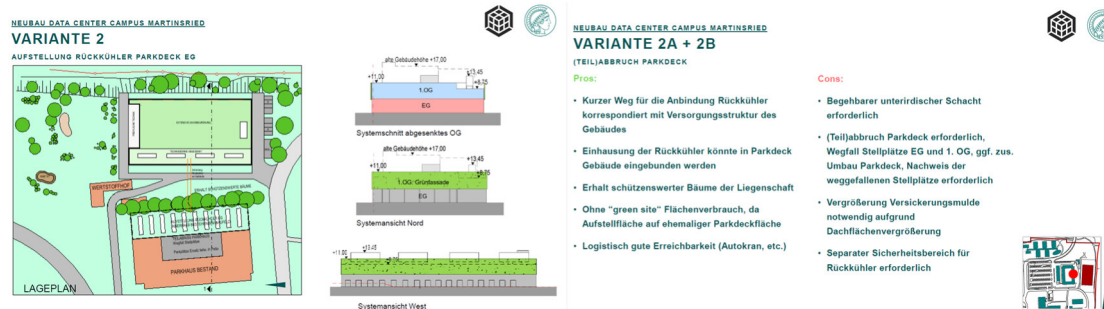 NEUBAU DATA CENTER CAMPUS MARTINSRIED
VARIANTE 2
AUFSTELLUNG RÜCKKÜHLER PARKDECK EG
WERTSTOFFHOF
PARKHAUS BESTAND
LAGEPLAN
alte Gebäudehöhe +17,00
+11,00
+13,45
+9,75
1.OG
EG
Systemschnitt abgesenktes OG
alte Gebäudehöhe +17,00
+11,00
+13,45
+9,75
1.OG: Grünfassade
EG
Systemansicht Nord
+11,00
+13,45
Systemansicht West
NEUBAU DATA CENTER CAMPUS MARTINSRIED
VARIANTE 2A + 2B
(TEIL)ABBRUCH PARKDECK
Pros:
• Kurzer Weg für die Anbindung Rückkühler
korrespondiert mit Versorgungsstruktur des
Gebäudes
• Einhausung der Rückkühler könnte in Parkdeck
Gebäude eingebunden werden
• Erhalt schützenswerter Bäume der Liegenschaft
• Ohne “green site” Flächenverbrauch, da
Aufstellfläche auf ehemaliger Parkdeckfläche
• Logistisch gute Erreichbarkeit (Autokran, etc.)
Cons:
• Begehbarer unterirdischer Schacht
erforderlich
• (Teil)abbruch Parkdeck erforderlich,
Wegfall Stellplätze EG und 1. OG, ggf. zus.
Umbau Parkdeck, Nachweis der
weggefallenen Stellplätze erforderlich
• Vergrößerung Versickerungsmulde
notwendig aufgrund
Dachflächenvergrößerung
• Separater Sicherheitsbereich für
Rückkühler erforderlich